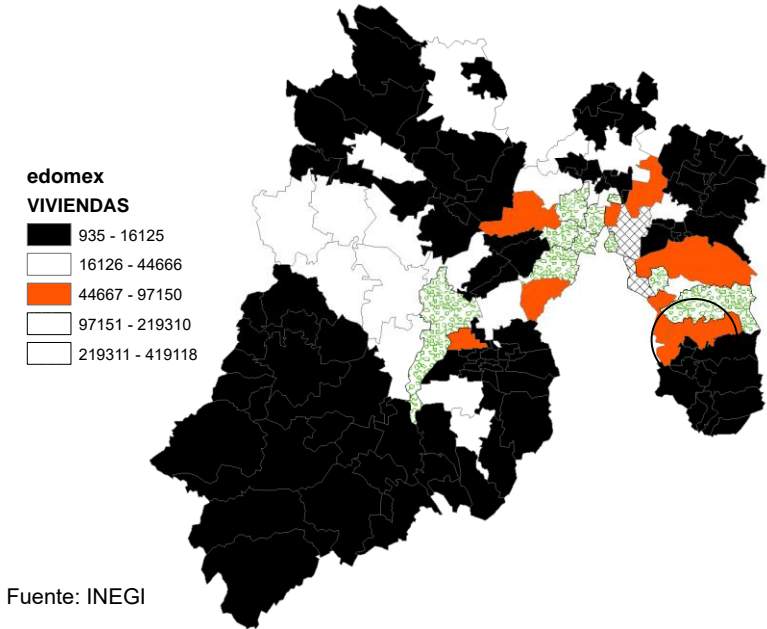 edomex
VIVIENDAS
935 - 16125
16126 - 44666
44667 - 97150
97151 - 219310
219311 - 419118
Fuente: INEGI